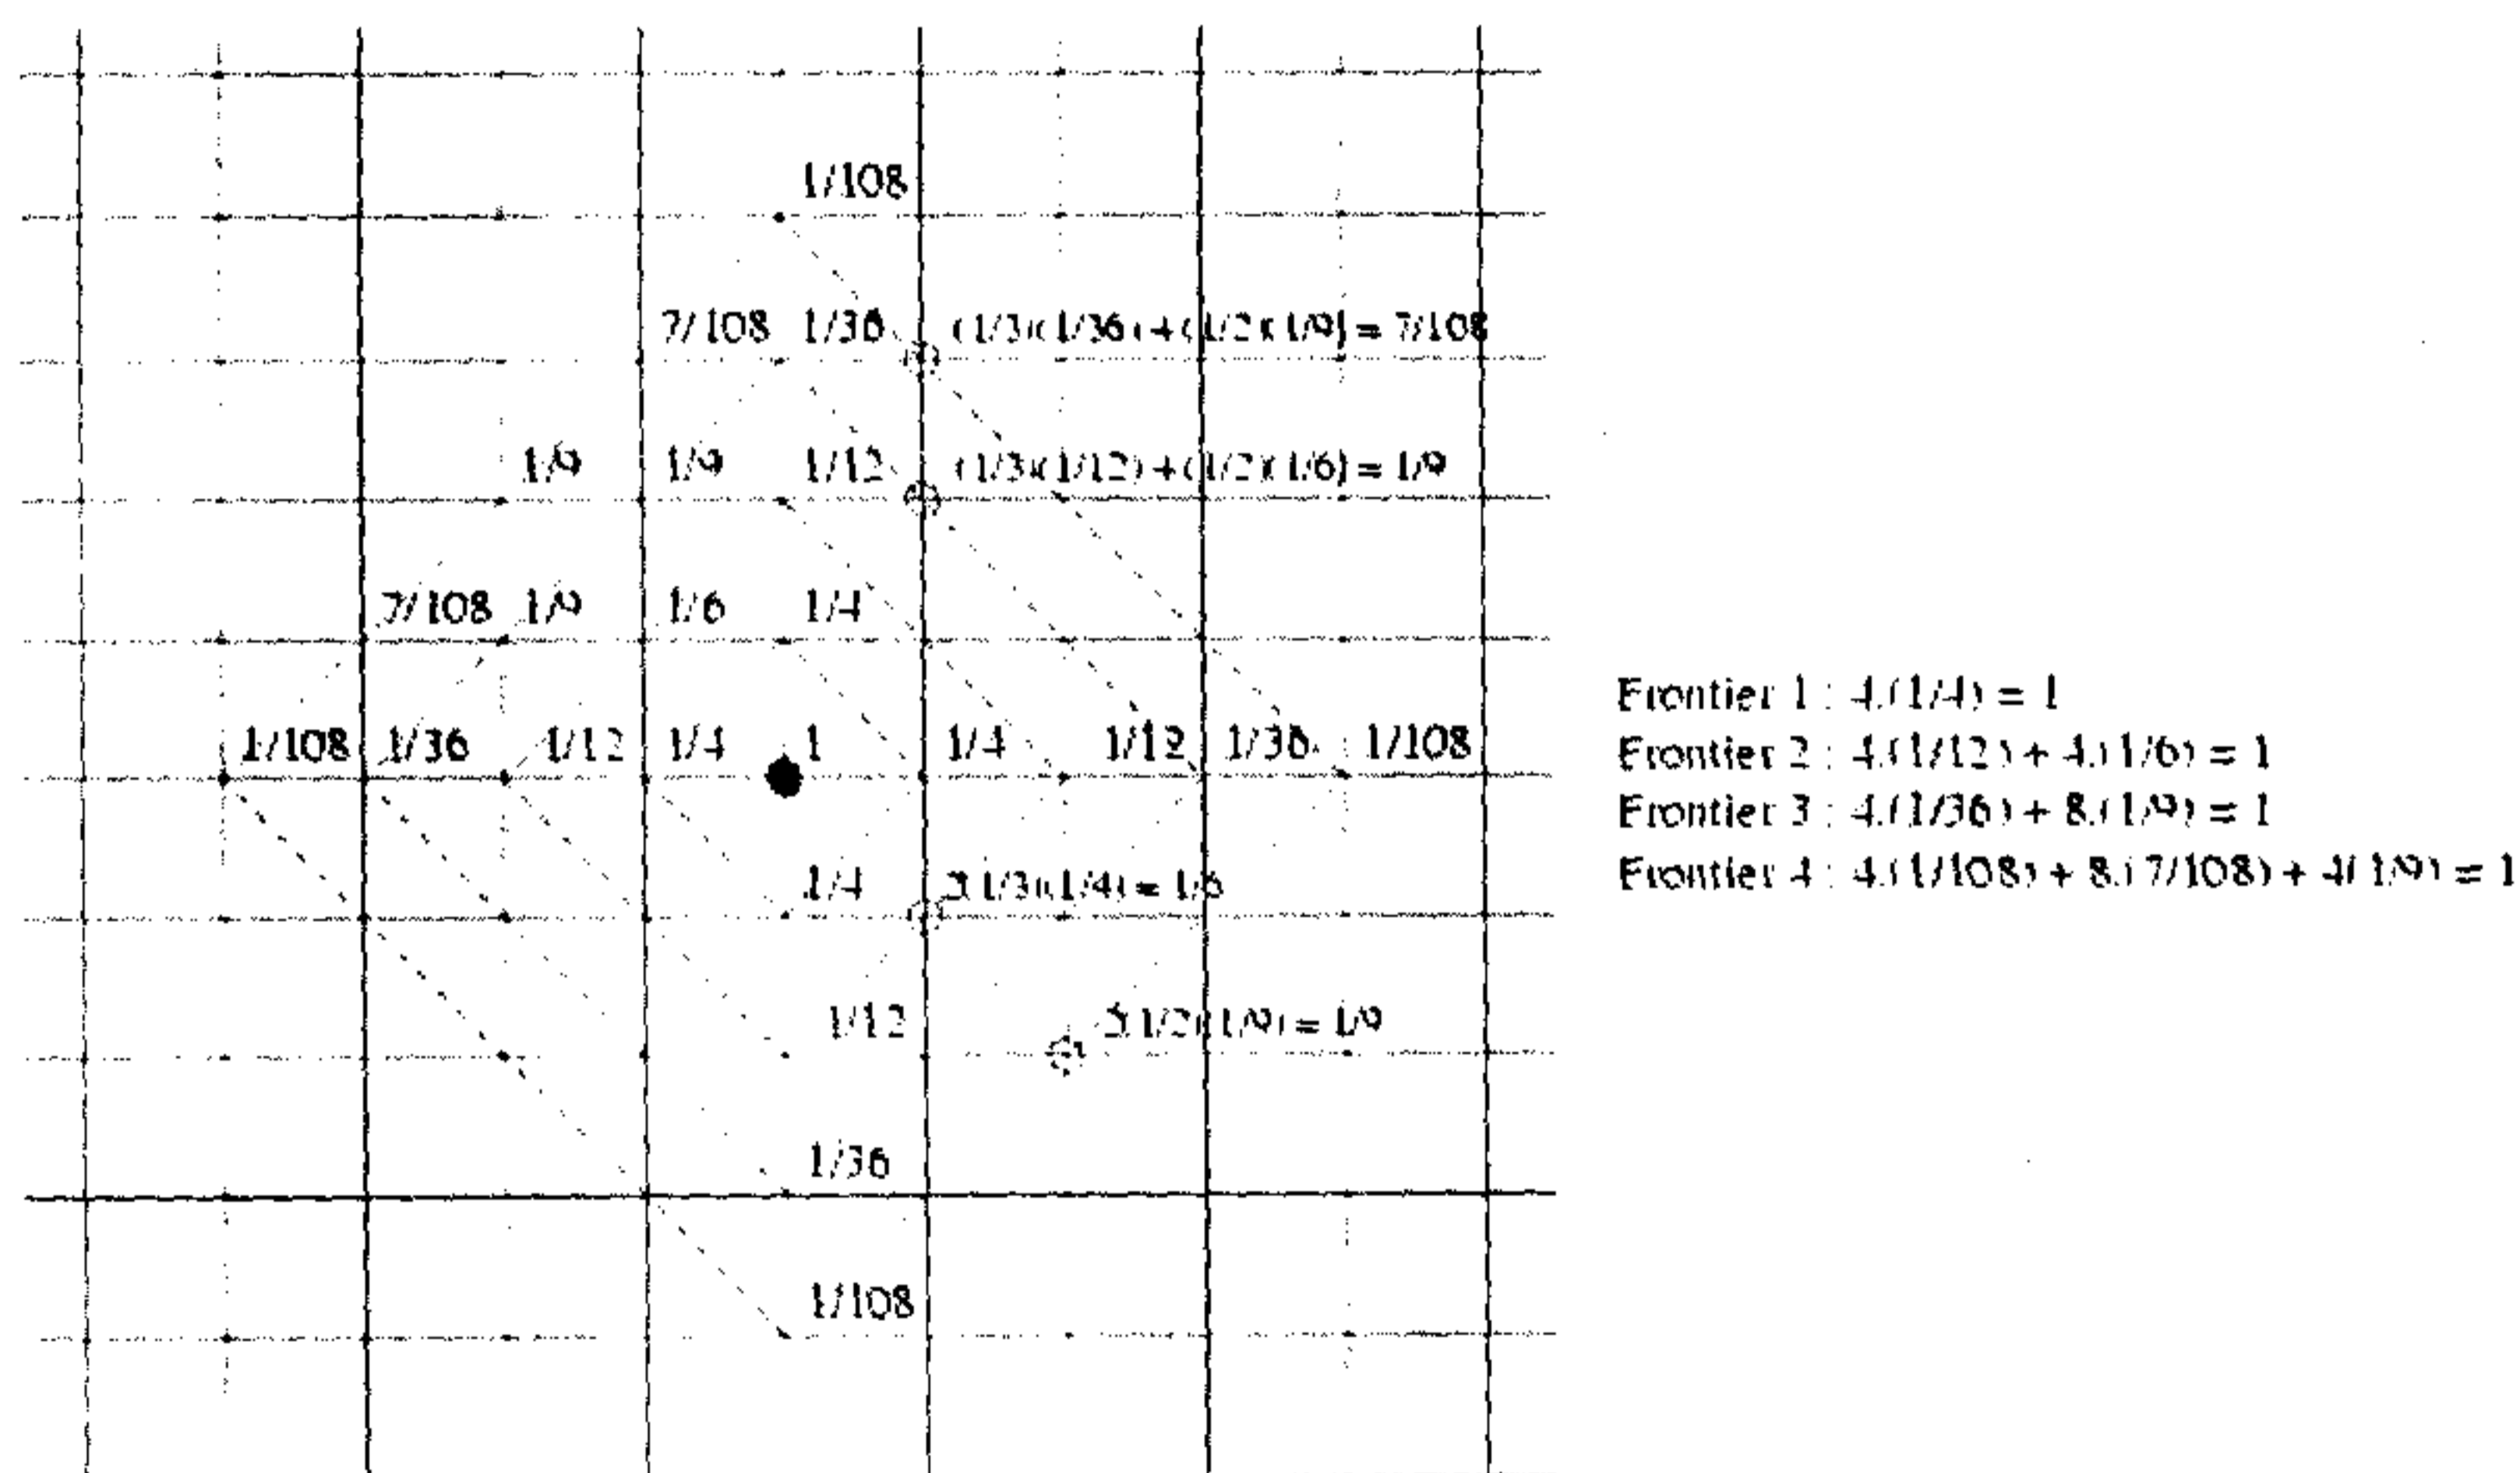 1/108
7/108 1/36 (1/3)(1/36) + (1/2)(1/9) = 7/108
1/9 1/9 1/12 (1/3)(1/12) + (1/2)(1/6) = 1/9
7/108 1/9 1/6 1/4
1/108 1/36 1/12 1/4 1 1/4 1/12 1/36 1/108
1/4 2(1/3)(1/4) = 1/6
1/12 2(1/2)(1/9) = 1/9
1/36
1/108
Frontier 1 : 4.(1/4) = 1
Frontier 2 : 4.(1/12) + 4.(1/6) = 1
Frontier 3 : 4.(1/36) + 8.(1/9) = 1
Frontier 4 : 4.(1/108) + 8.(7/108) + 4(1/9) = 1